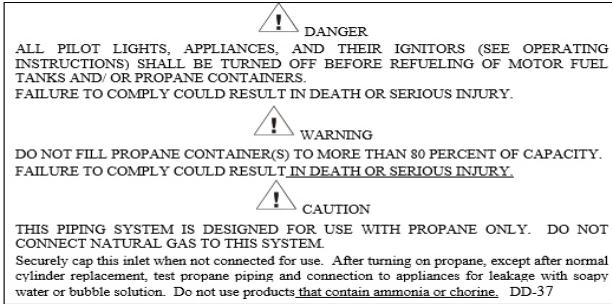 ! DANGER
ALL PILOT LIGHTS, APPLIANCES, AND THEIR IGNITORS (SEE OPERATING
INSTRUCTIONS) SHALL BE TURNED OFF BEFORE REFUELING OF MOTOR FUEL
TANKS AND/ OR PROPANE CONTAINERS.
FAILURE TO COMPLY COULD RESULT IN DEATH OR SERIOUS INJURY.
! WARNING
DO NOT FILL PROPANE CONTAINER(S) TO MORE THAN 80 PERCENT OF CAPACITY.
FAILURE TO COMPLY COULD RESULT IN DEATH OR SERIOUS INJURY.
! CAUTION
THIS PIPING SYSTEM IS DESIGNED FOR USE WITH PROPANE ONLY. DO NOT
CONNECT NATURAL GAS TO THIS SYSTEM.
Securely cap this inlet when not connected for use. After turning on propane, except after normal
cylinder replacement, test propane piping and connection to appliances for leakage with soapy
water or bubble solution. Do not use products that contain ammonia or chorine. DD-37